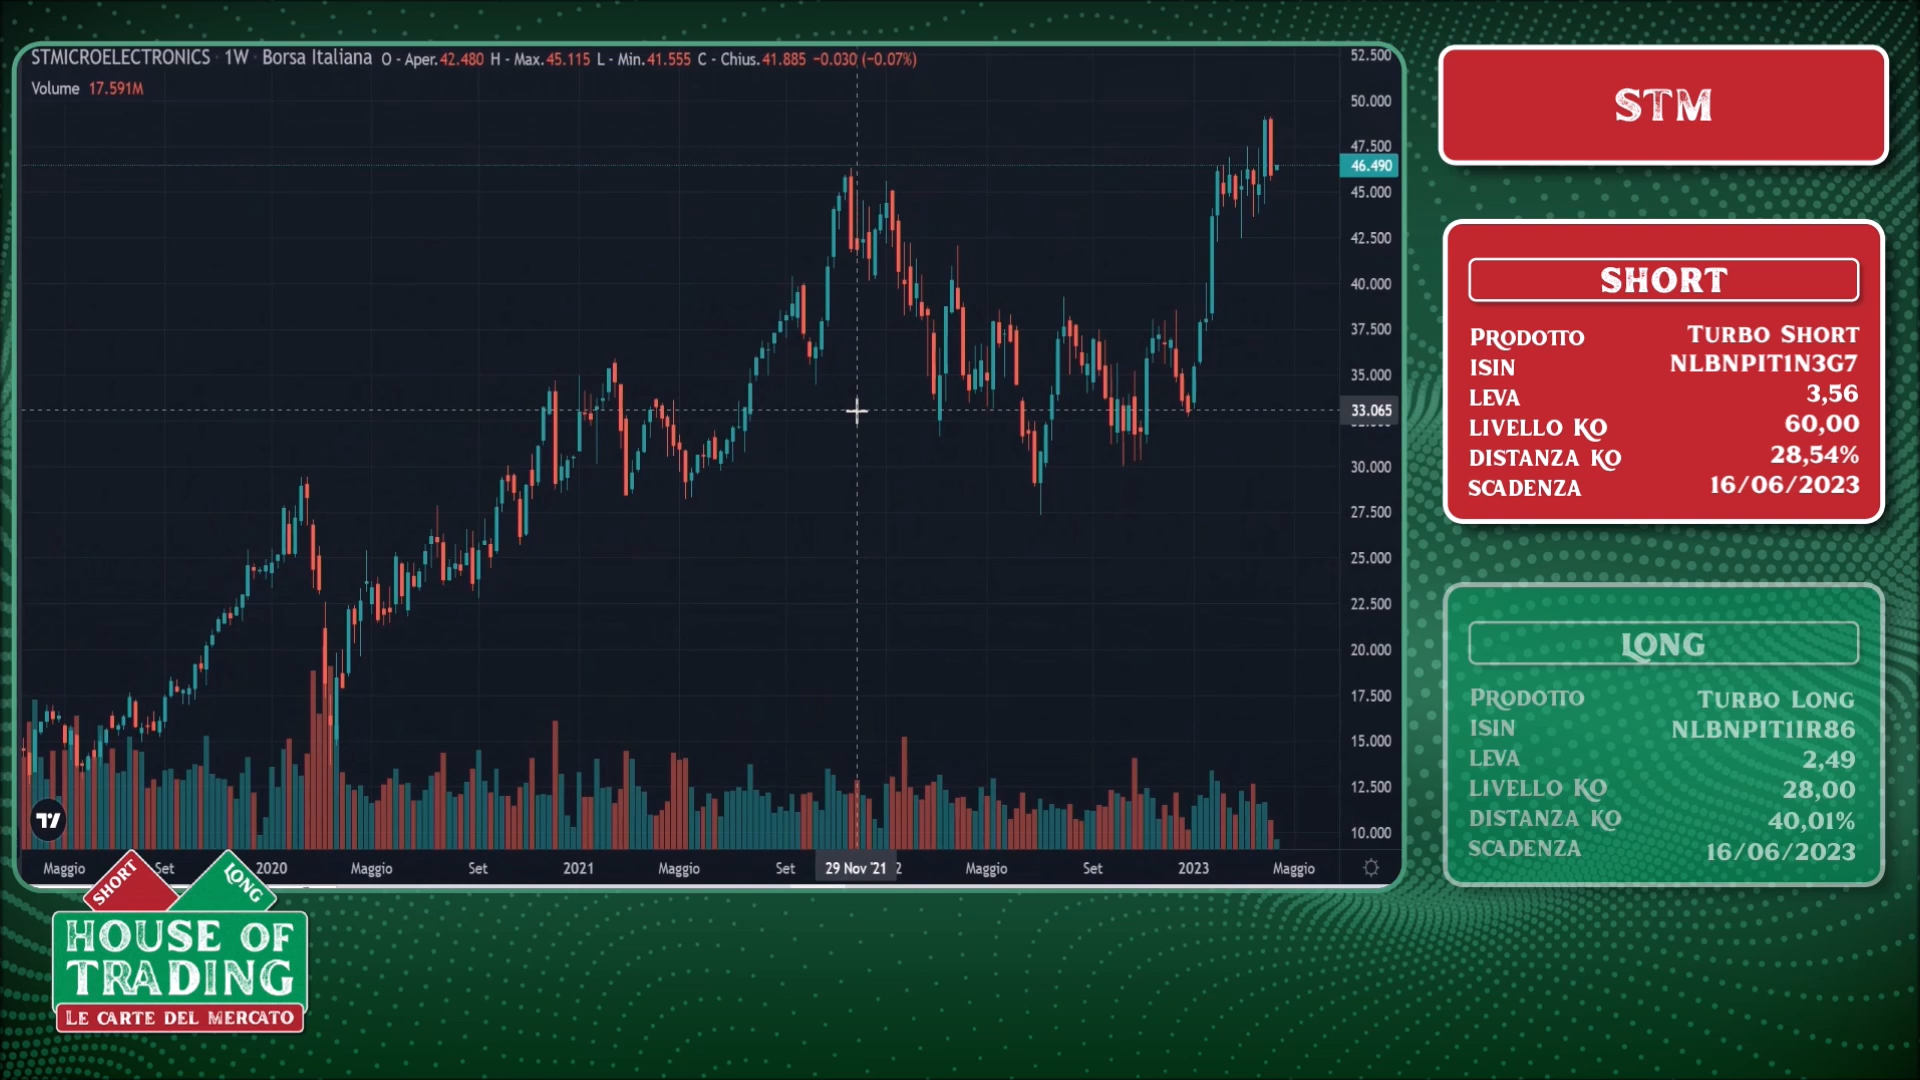 STMICROELECTRONICS · 1W · Borsa Italiana O - Aper.42.480 H - Max.45.115 L - Min.41.555 C - Chius.41.885 −0.030 (−0.07%)
Volume 17.591M
52.500
50.000
47.500
46.490
45.000
42.500
40.000
37.500
35.000
33.065
30.000
27.500
25.000
22.500
20.000
17.500
15.000
12.500
10.000
Maggio Set 2020 Maggio Set 2021 Maggio Set 29 Nov '21 2 Maggio Set 2023 Maggio
STM
SHORT
Prodotto Turbo Short
ISIN NLBNPIT1N3G7
Leva 3,56
Livello KO 60,00
Distanza KO 28,54%
Scadenza 16/06/2023
LONG
Prodotto Turbo Long
ISIN NLBNPIT1IR86
Leva 2,49
Livello KO 28,00
Distanza KO 40,01%
Scadenza 16/06/2023
SHORT LONG
HOUSE OF
TRADING
Le carte del mercato